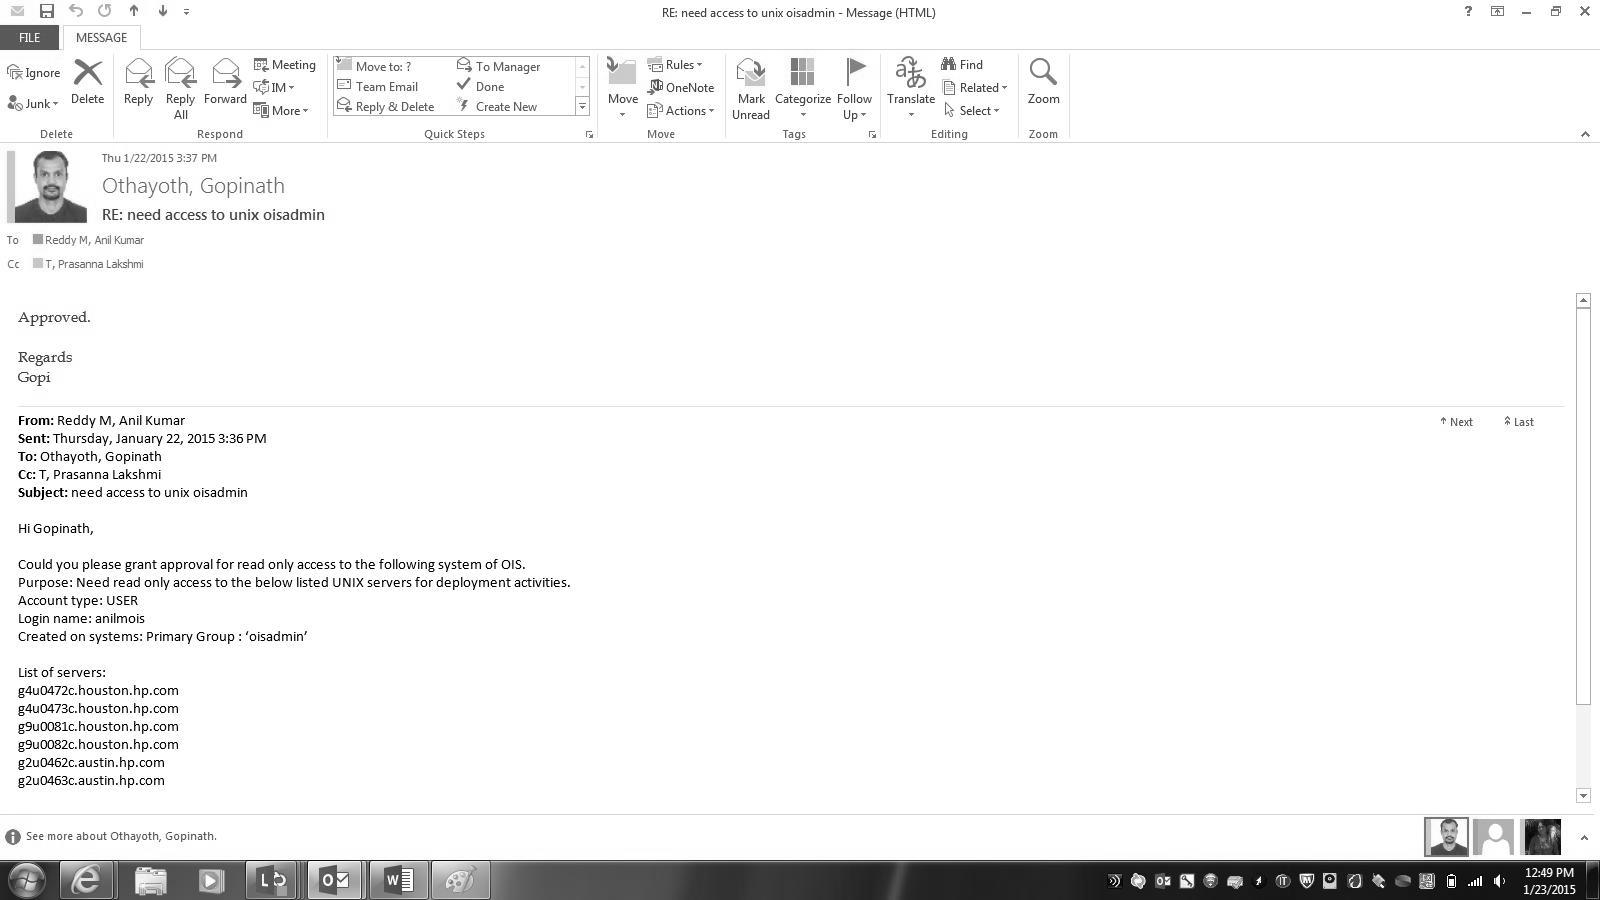 RE: need access to unix oisadmin - Message (HTML)
FILE
MESSAGE
Ignore
Junk
Delete
Delete
Reply
Reply All
Forward
Meeting
IM
More
Respond
Move to: ?
Team Email
Reply & Delete
To Manager
Done
Create New
Quick Steps
Move
Rules
OneNote
Actions
Move
Mark Unread
Categorize
Follow Up
Tags
Translate
Find
Related
Select
Editing
Zoom
Zoom
Thu 1/22/2015 3:37 PM
Othayoth, Gopinath
RE: need access to unix oisadmin
To Reddy M, Anil Kumar
Cc T, Prasanna Lakshmi
Approved.
Regards
Gopi
From: Reddy M, Anil Kumar
Next Last
Sent: Thursday, January 22, 2015 3:36 PM
To: Othayoth, Gopinath
Cc: T, Prasanna Lakshmi
Subject: need access to unix oisadmin
Hi Gopinath,
Could you please grant approval for read only access to the following system of OIS.
Purpose: Need read only access to the below listed UNIX servers for deployment activities.
Account type: USER
Login name: anilmois
Created on systems: Primary Group : ‘oisadmin’
List of servers:
g4u0472c.houston.hp.com
g4u0473c.houston.hp.com
g9u0081c.houston.hp.com
g9u0082c.houston.hp.com
g2u0462c.austin.hp.com
g2u0463c.austin.hp.com
See more about Othayoth, Gopinath.
12:49 PM
1/23/2015